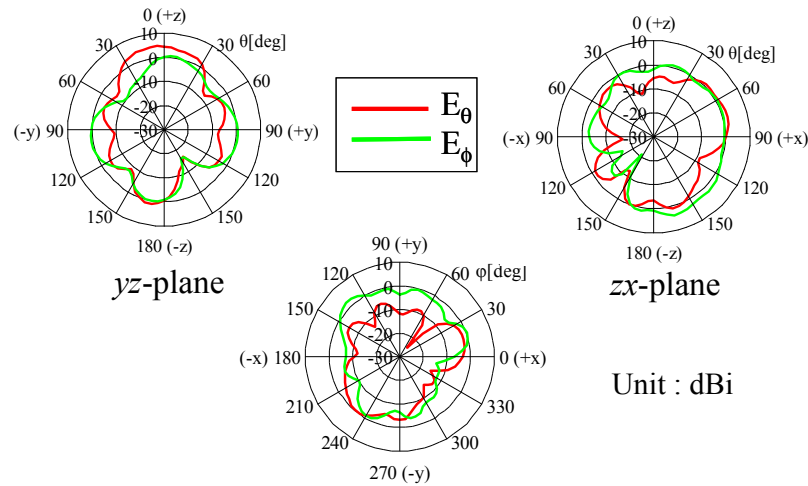 0 (+z)
10
30
30
θ[deg]
0
60
60
-10
-20
(-y) 90
-30
90 (+y)
120
120
150
150
180 (-z)
yz-plane
E_θ
E_ϕ
0 (+z)
10
30
30
θ[deg]
0
60
60
-10
-20
(-x) 90
-30
90 (+x)
120
120
150
150
180 (-z)
zx-plane
90 (+y)
10
120
60
φ[deg]
0
150
30
-10
-20
(-x) 180
-30
0 (+x)
210
330
240
300
270 (-y)
Unit : dBi